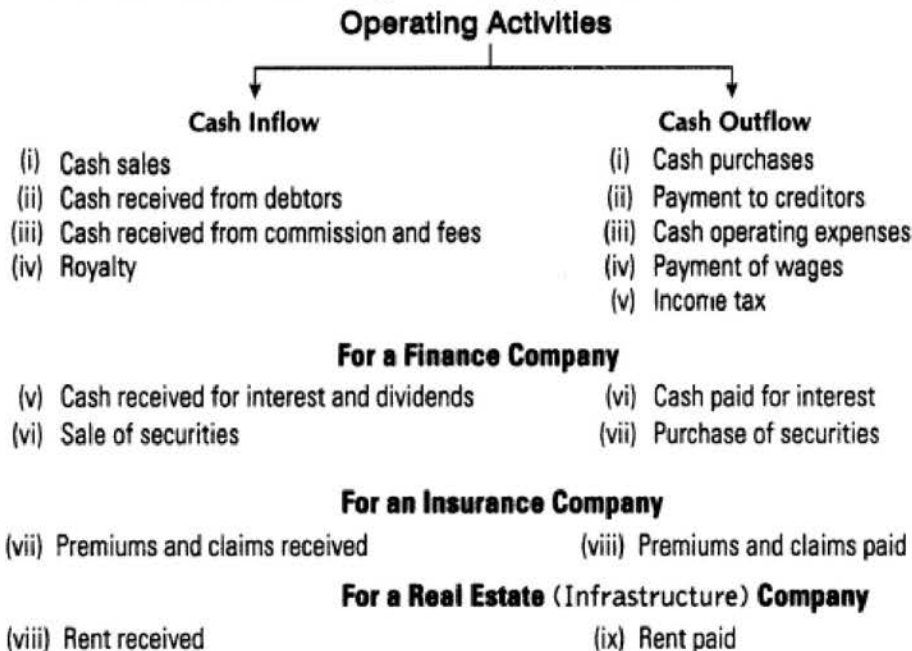 Operating Activities
Cash Inflow
(i) Cash sales
(ii) Cash received from debtors
(iii) Cash received from commission and fees
(iv) Royalty
Cash Outflow
(i) Cash purchases
(ii) Payment to creditors
(iii) Cash operating expenses
(iv) Payment of wages
(v) Income tax
For a Finance Company
(v) Cash received for interest and dividends
(vi) Sale of securities
(vi) Cash paid for interest
(vii) Purchase of securities
For an Insurance Company
(vii) Premiums and claims received
(viii) Premiums and claims paid
For a Real Estate (Infrastructure) Company
(viii) Rent received
(ix) Rent paid